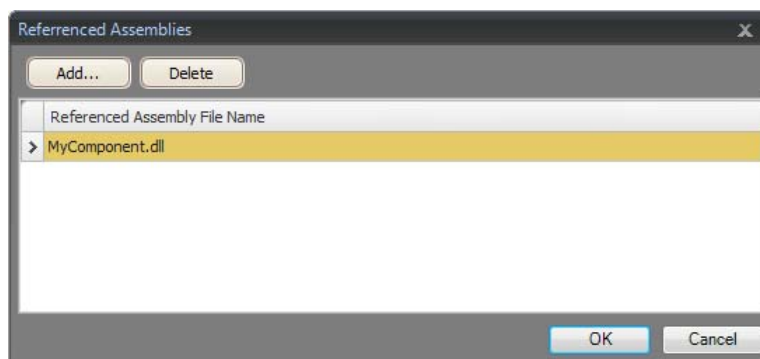 Referrenced Assemblies x
Add... Delete
Referenced Assembly File Name
MyComponent.dll
OK Cancel